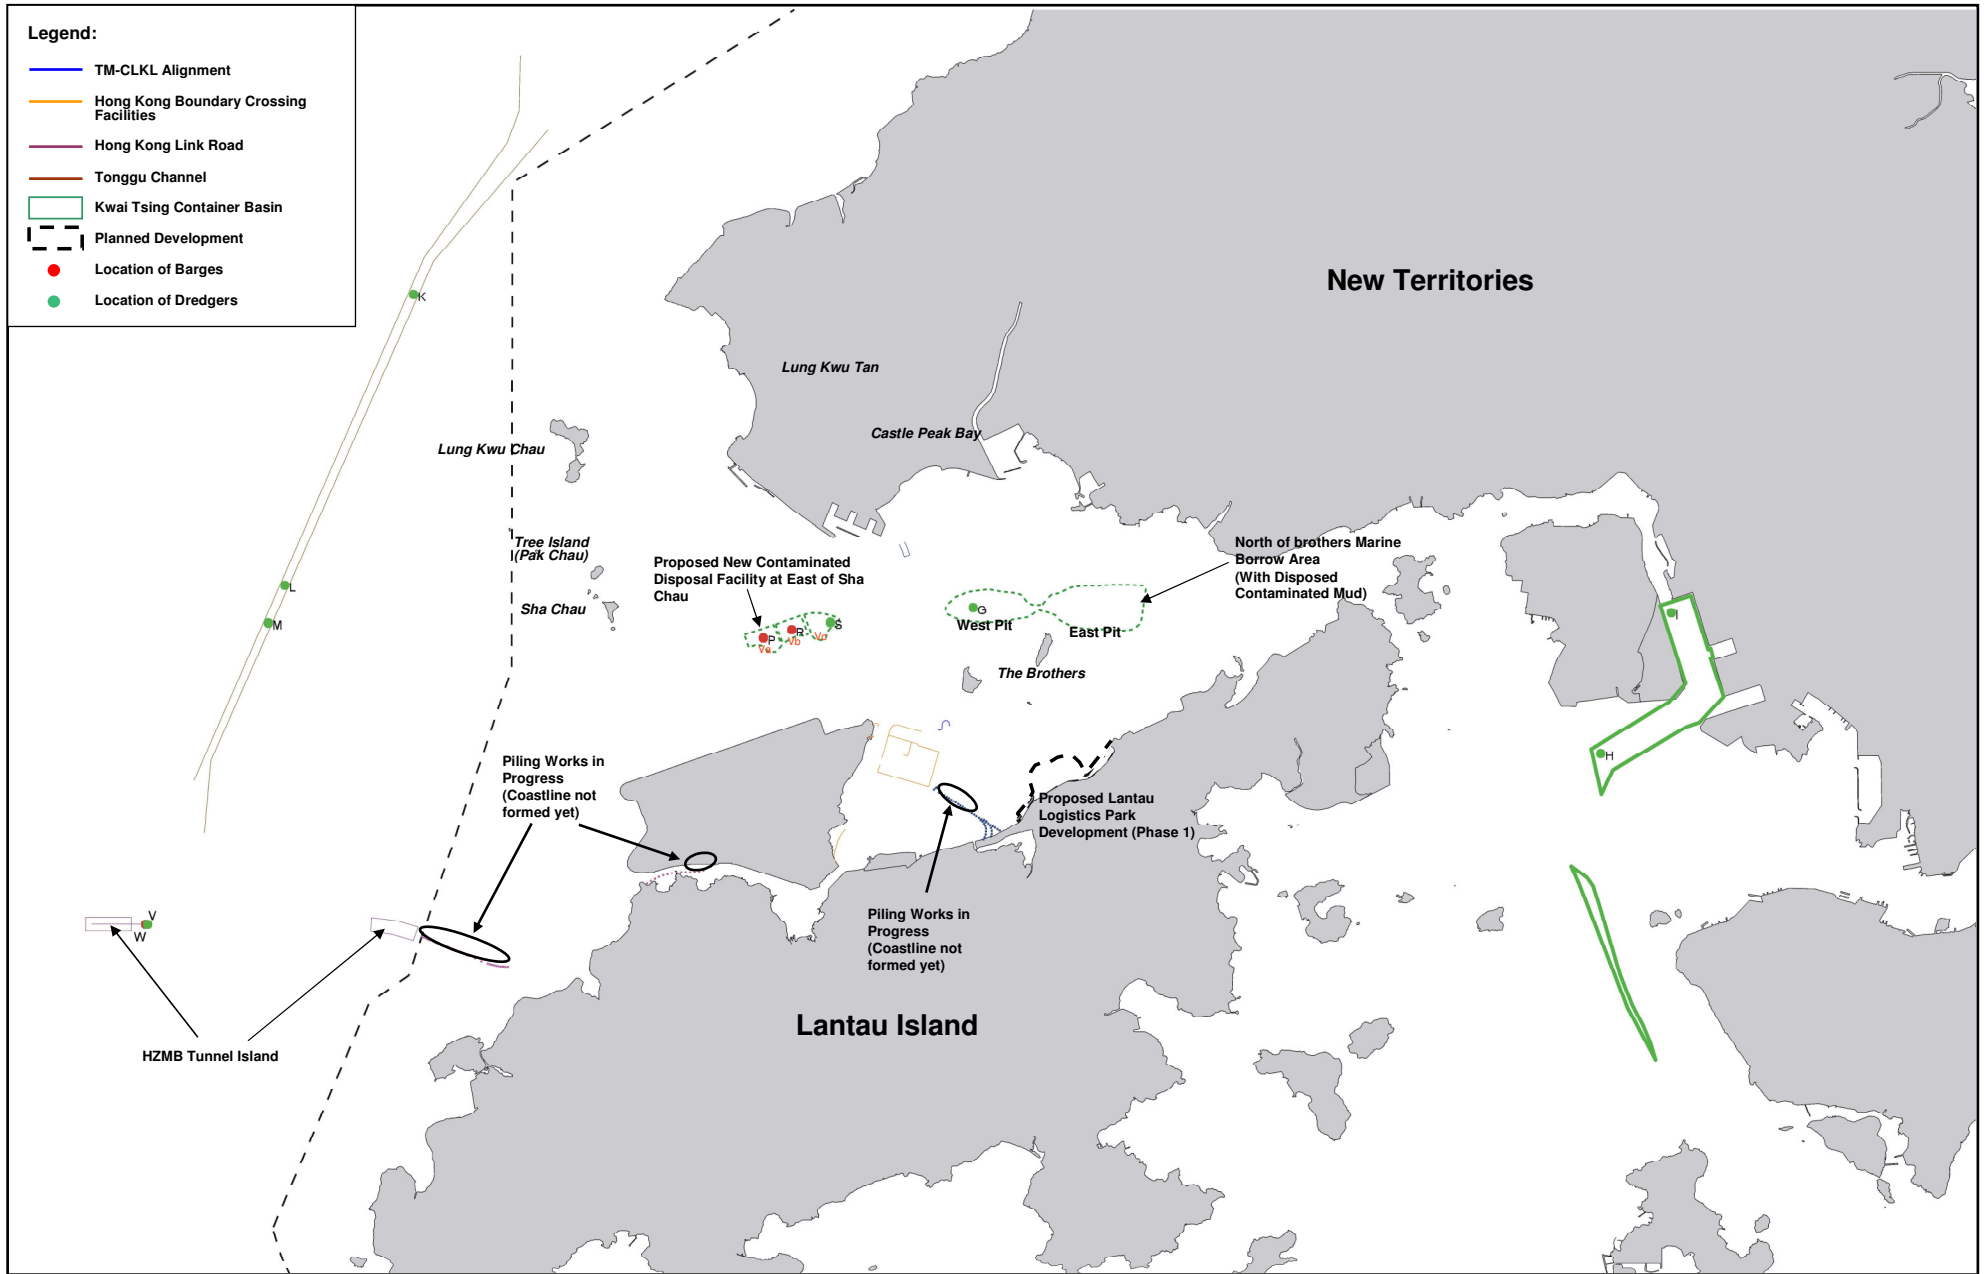 Legend:
TM-CLKL Alignment
Hong Kong Boundary Crossing
Facilities
Hong Kong Link Road
Tonggu Channel
Kwai Tsing Container Basin
Planned Development
Location of Barges
Location of Dredgers
K
New Territories
Lung Kwu Tan
Castle Peak Bay
Lung Kwu Chau
Tree Island
(Pak Chau)
Sha Chau
L
M
Proposed New Contaminated
Disposal Facility at East of Sha
Chau
P
R
S
Va
Vb
G
West Pit
East Pit
North of brothers Marine
Borrow Area
(With Disposed
Contaminated Mud)
The Brothers
I
H
Piling Works in
Progress
(Coastline not
formed yet)
Proposed Lantau
Logistics Park
Development (Phase 1)
Piling Works in
Progress
(Coastline not
formed yet)
V
W
HZMB Tunnel Island
Lantau Island